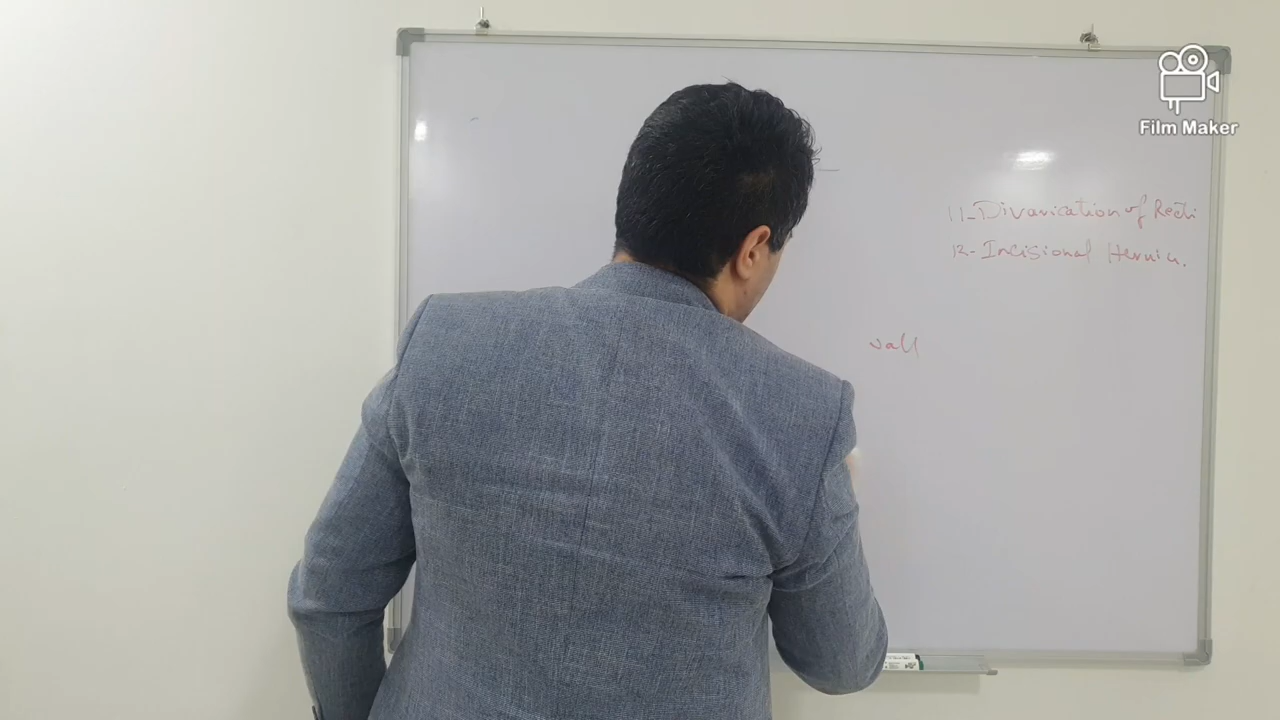 Film Maker
11-Divarication of Recti
12-Incisional Hernia.
wall